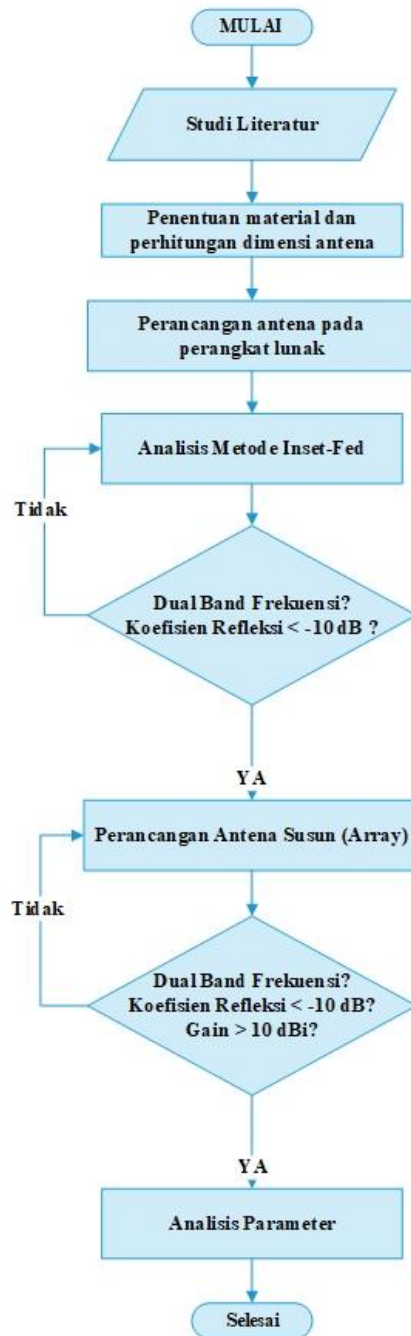 MULAI
Studi Literatur
Penentuan material dan
perhitungan dimensi antena
Perancangan antena pada
perangkat lunak
Analisis Metode Inset-Fed
Tidak
Dual Band Frekuensi?
Koefisien Refleksi < -10 dB ?
YA
Perancangan Antena Susun (Array)
Tidak
Dual Band Frekuensi?
Koefisien Refleksi < -10 dB?
Gain > 10 dBi?
YA
Analisis Parameter
Selesai